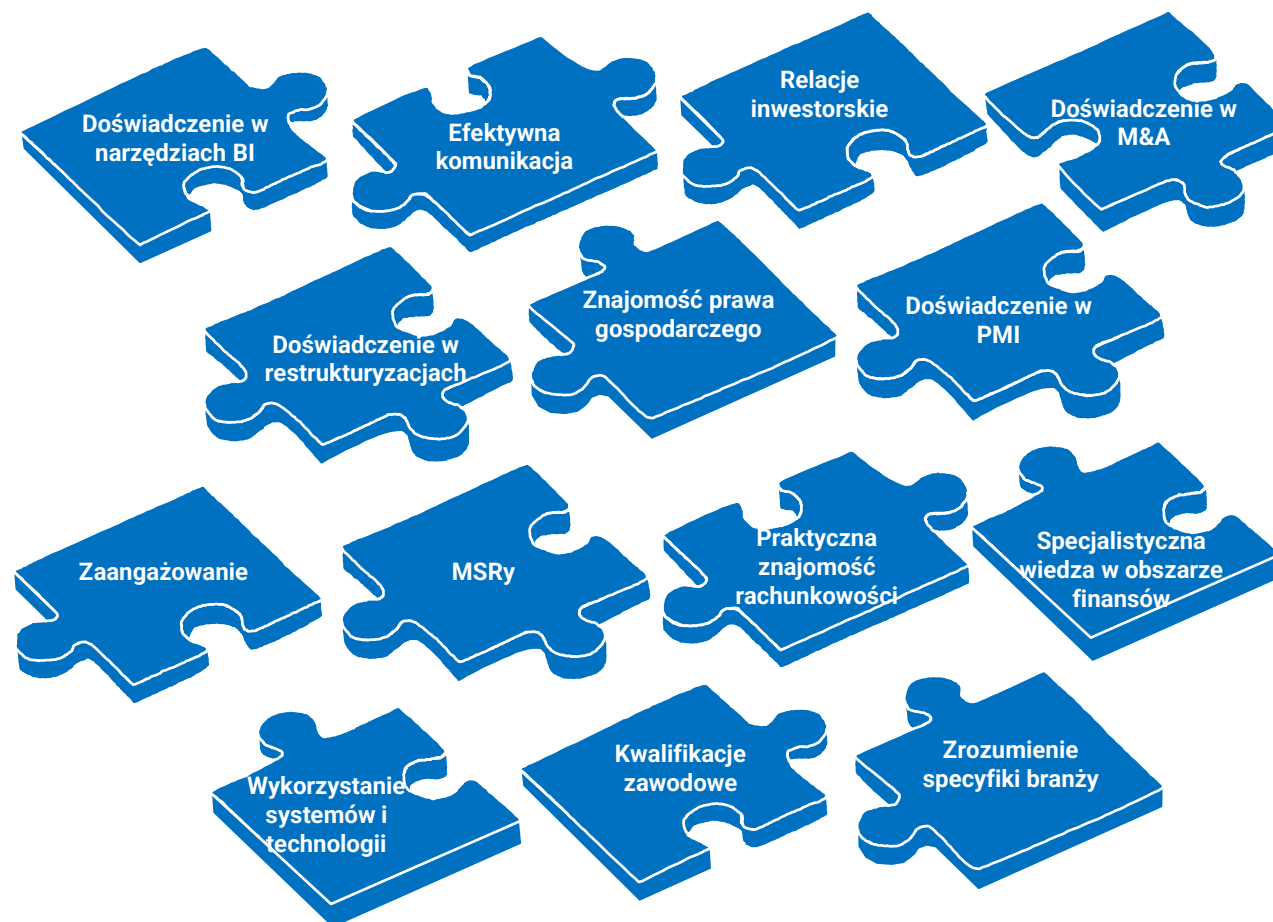 Doświadczenie w
narzędziach BI
Efektywna
komunikacja
Relacje
inwestorskie
Doświadczenie w
M&A
Doświadczenie w
restrukturyzacjach
Znajomość prawa
gospodarczego
Doświadczenie w
PMI
Zaangażowanie
MSRy
Praktyczna
znajomość
rachunkowości
Specjalistyczna
wiedza w obszarze
finansów
Wykorzystanie
systemów i
technologii
Kwalifikacje
zawodowe
Zrozumienie
specyfiki branży